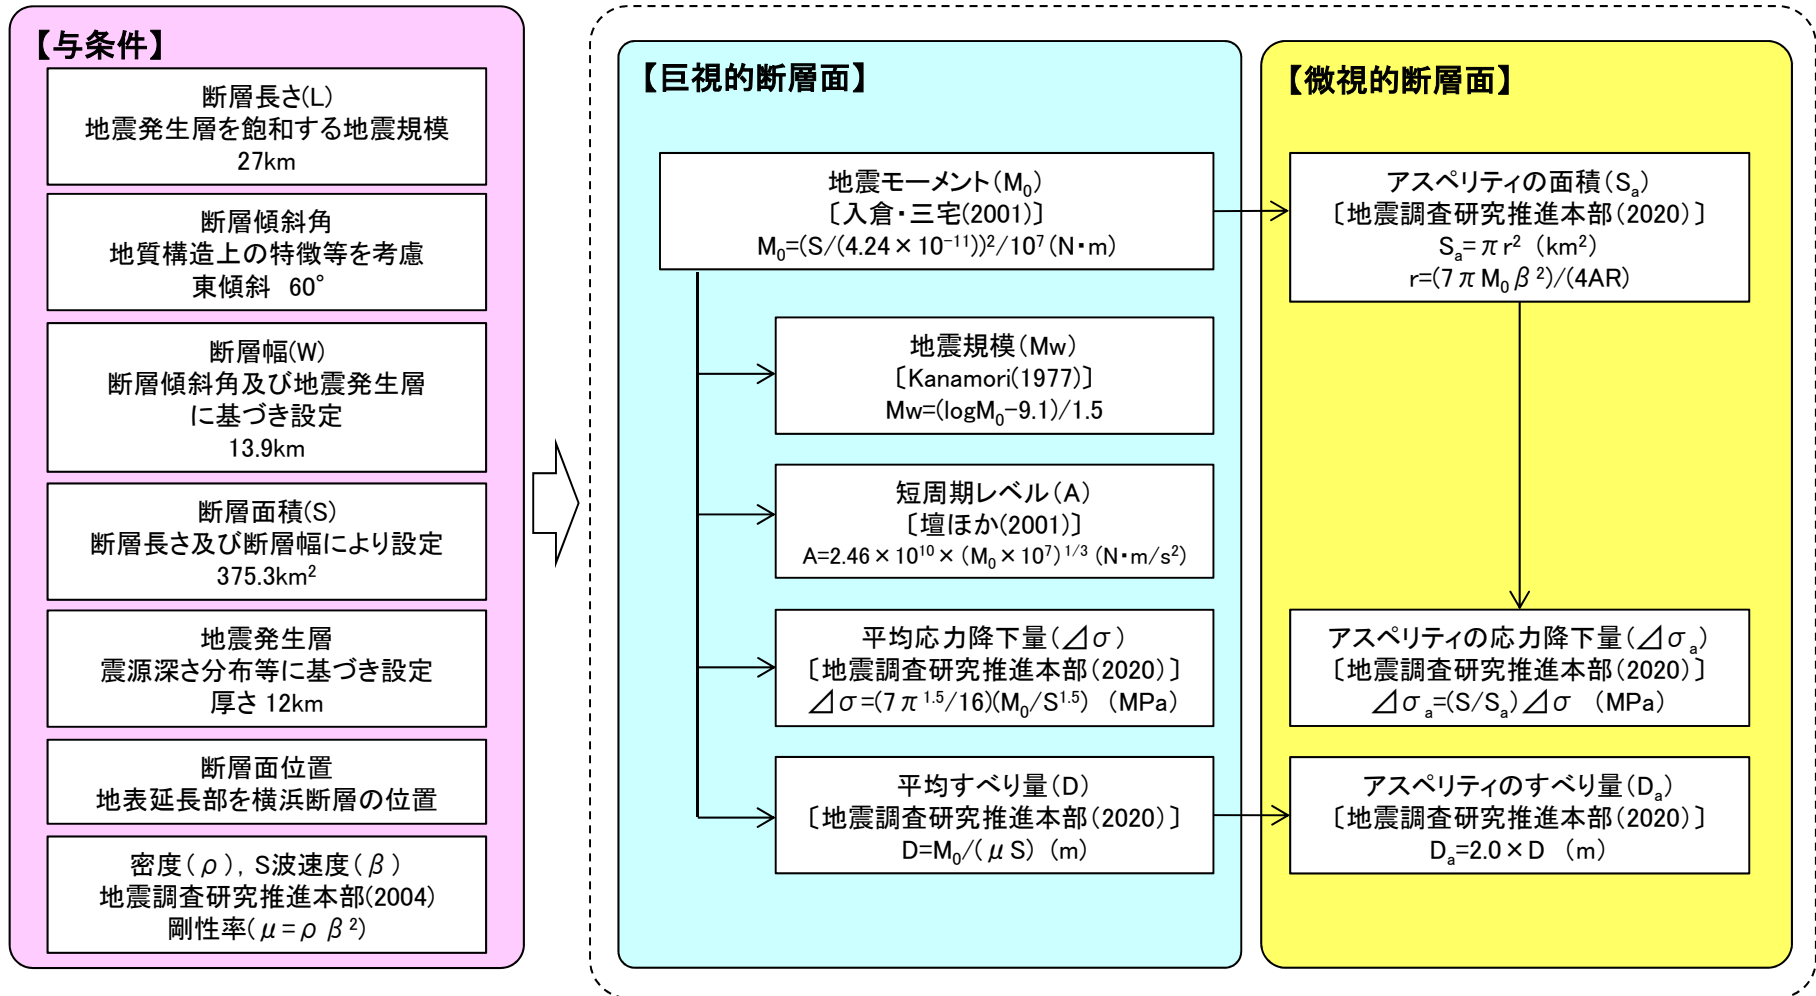 【与条件】
断層長さ(L)
地震発生層を飽和する地震規模
27km
断層傾斜角
地質構造上の特徴等を考慮
東傾斜 60°
断層幅(W)
断層傾斜角及び地震発生層
に基づき設定
13.9km
断層面積(S)
断層長さ及び断層幅により設定
375.3km²
地震発生層
震源深さ分布等に基づき設定
厚さ 12km
断層面位置
地表延長部を横浜断層の位置
密度(ρ), S波速度(β)
地震調査研究推進本部(2004)
剛性率(μ=ρβ²)
【巨視的断層面】
地震モーメント(M₀)
〔入倉・三宅(2001)〕
M₀=(S/(4.24×10⁻¹¹))²/10⁷(N・m)
地震規模(Mw)
〔Kanamori(1977)〕
Mw=(logM₀-9.1)/1.5
短周期レベル(A)
〔壇ほか(2001)〕
A=2.46×10¹⁰×(M₀×10⁷)^1/3 (N・m/s²)
平均応力降下量(⊿σ)
〔地震調査研究推進本部(2020)〕
⊿σ=(7π^1.5/16)(M₀/S^1.5) (MPa)
平均すべり量(D)
〔地震調査研究推進本部(2020)〕
D=M₀/(μS) (m)
【微視的断層面】
アスペリティの面積(Sₐ)
〔地震調査研究推進本部(2020)〕
Sₐ=πr² (km²)
r=(7πM₀β²)/(4AR)
アスペリティの応力降下量(⊿σₐ)
〔地震調査研究推進本部(2020)〕
⊿σₐ=(S/Sₐ)⊿σ (MPa)
アスペリティのすべり量(Dₐ)
〔地震調査研究推進本部(2020)〕
Dₐ=2.0×D (m)